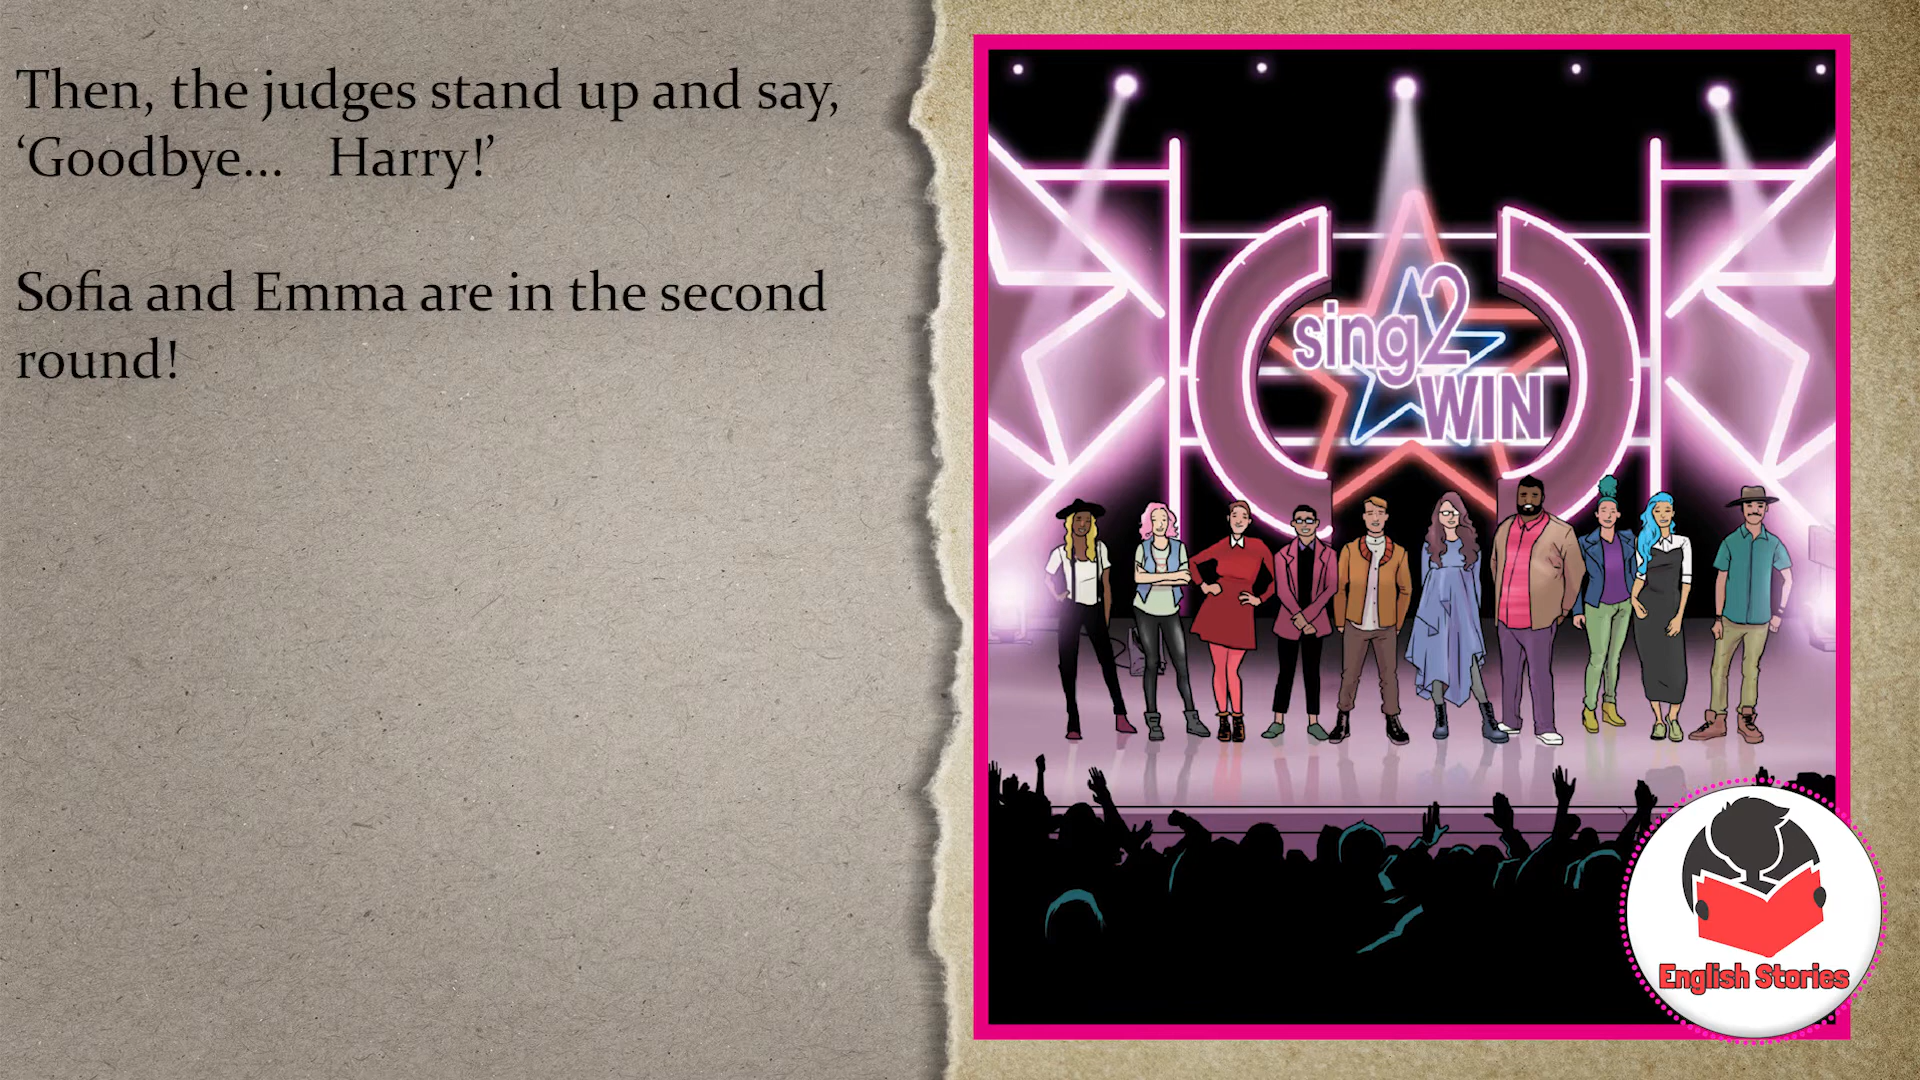 Then, the judges stand up and say,
‘Goodbye... Harry!’
Sofia and Emma are in the second
round!
sing2
WIN
English Stories